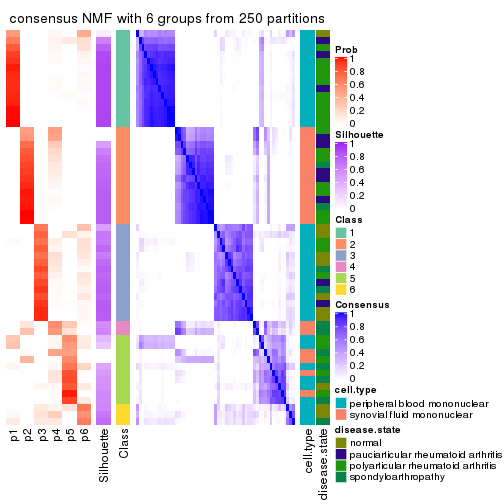 consensus NMF with 6 groups from 250 partitions
Prob
1
0.8
0.6
0.4
0.2
0
Silhouette
1
0.8
0.6
0.4
0.2
0
Class
1
2
3
4
5
6
Consensus
1
0.8
0.6
0.4
0.2
0
cell.type
peripheral blood mononuclear
synovial fluid mononuclear
disease.state
normal
pauciarticular rheumatoid arthritis
polyarticular rheumatoid arthritis
spondyloarthropathy
p1
p2
p3
p4
p5
p6
Silhouette
Class
cell.type
disease.state